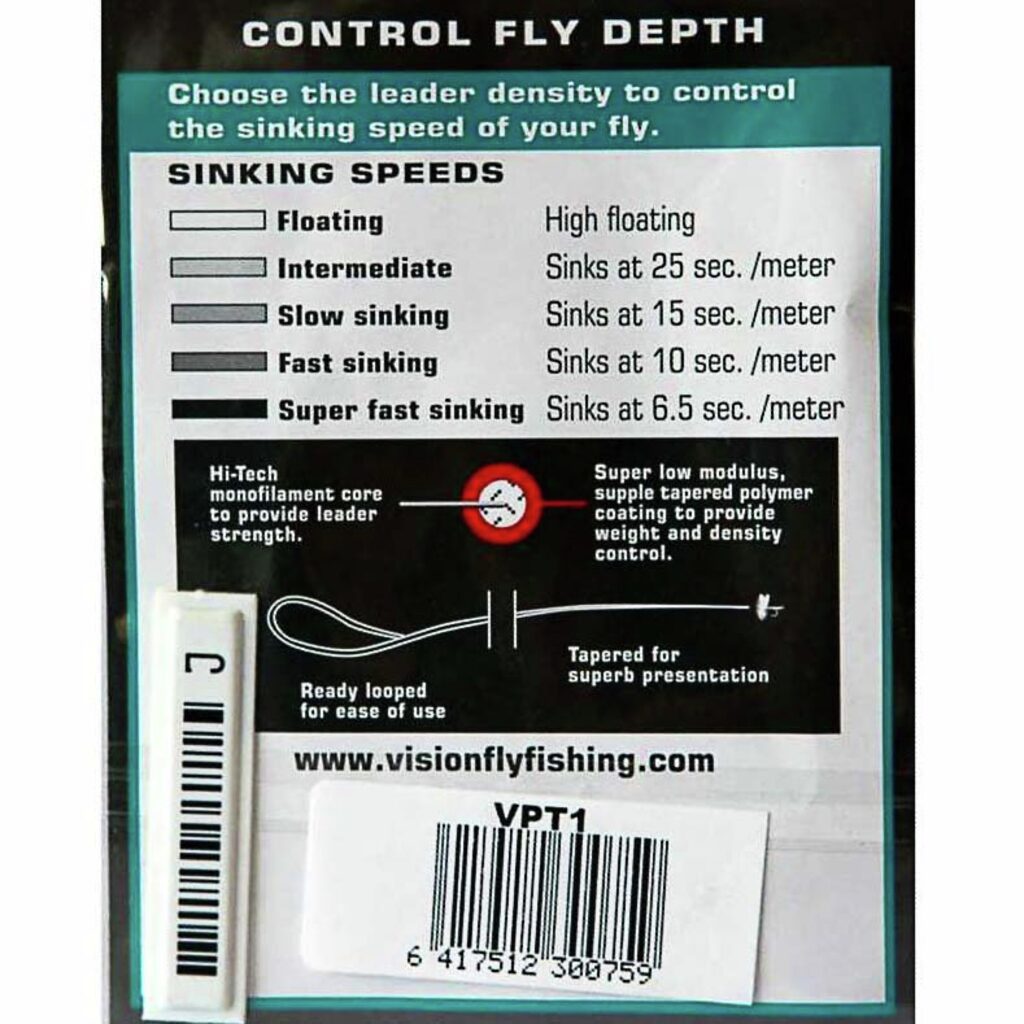 CONTROL FLY DEPTH
Choose the leader density to control
the sinking speed of your fly.
SINKING SPEEDS
Floating High floating
Intermediate Sinks at 25 sec. /meter
Slow sinking Sinks at 15 sec. /meter
Fast sinking Sinks at 10 sec. /meter
Super fast sinking Sinks at 6.5 sec. /meter
Hi-Tech
monofilament core
to provide leader
strength.
Super low modulus,
supple tapered polymer
coating to provide
weight and density
control.
Tapered for
superb presentation
Ready looped
for ease of use
www.visionflyfishing.com
C
VPT1
6 417512 300759